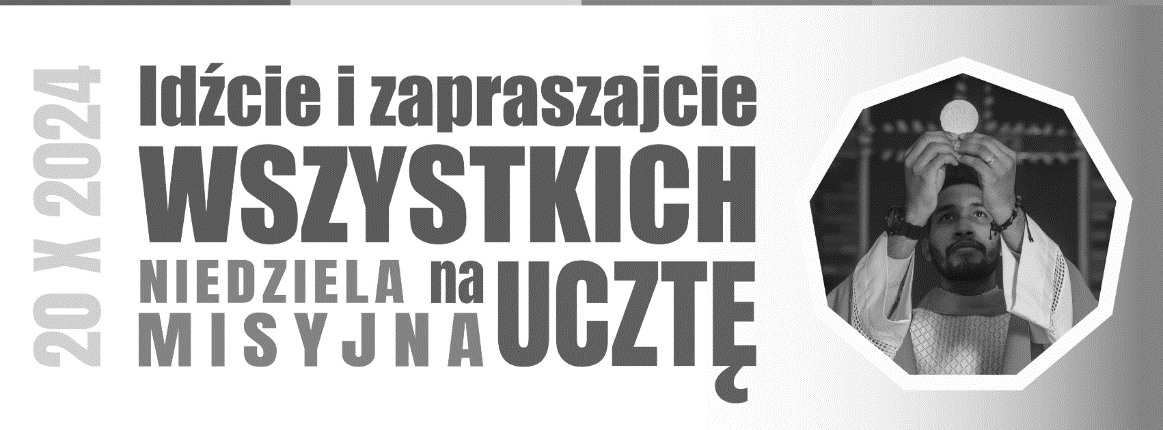 20 X 2024
Idźcie i zapraszajcie
WSZYSTKICH
na UCZTĘ
NIEDZIELA
MISYJNA